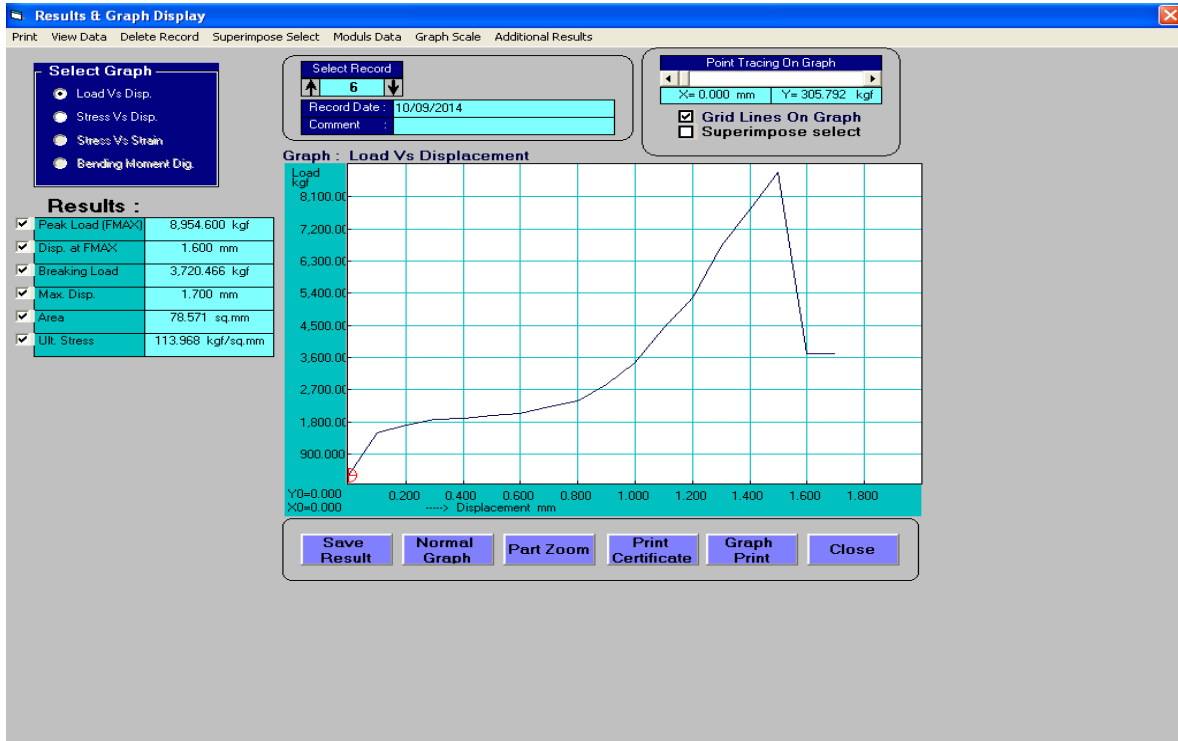 Results & Graph Display
Print View Data Delete Record Superimpose Select Moduls Data Graph Scale Additional Results
Select Graph
Load Vs Disp.
Stress Vs Disp.
Stress Vs Strain
Bending Moment Dig.
Select Record
6
Record Date : 10/09/2014
Comment :
Point Tracing On Graph
X= 0.000 mm Y= 305.792 kgf
Grid Lines On Graph
Superimpose select
Results :
Peak Load (FMAX) 8,954.600 kgf
Disp. at FMAX 1.600 mm
Breaking Load 3,720.466 kgf
Max. Disp. 1.700 mm
Area 78.571 sq.mm
Ult. Stress 113.968 kgf/sq.mm
Graph : Load Vs Displacement
Load
kgf
8,100.00
7,200.00
6,300.00
5,400.00
4,500.00
3,600.00
2,700.00
1,800.00
900.000
Y0=0.000 0.200 0.400 0.600 0.800 1.000 1.200 1.400 1.600 1.800
X0=0.000 ----> Displacement mm
Save Result
Normal Graph
Part Zoom
Print Certificate
Graph Print
Close